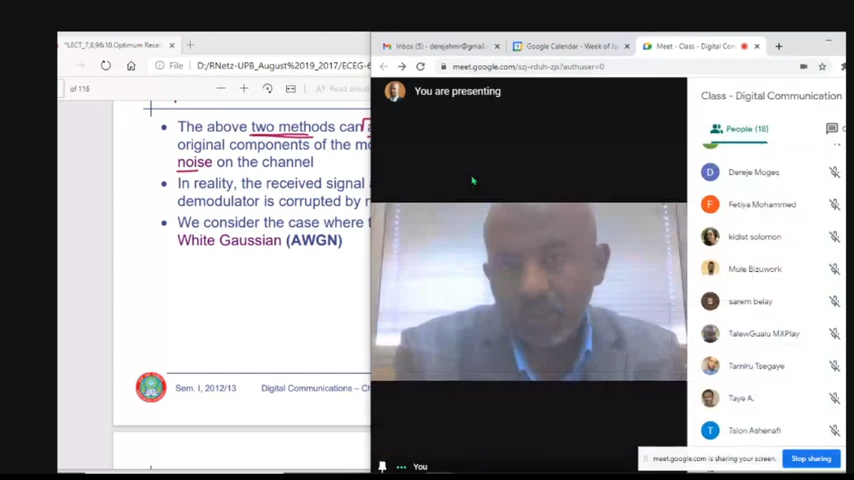 *LECT_7,8,9&10.Optimum Rece
File
D:/RNetz-UPB_August%2019_2017/ECEG-6
of 116
Read aloud
The above two methods can
original components of the mo
noise on the channel
In reality, the received signal
demodulator is corrupted by
We consider the case where t
White Gaussian (AWGN)
Sem. I, 2012/13
Digital Communications – Ch
Inbox (5) - derejehmr@gmail.
Google Calendar - Week of Ja
Meet - Class - Digital Com
meet.google.com/szj-rduh-zjs?authuser=0
You are presenting
Class - Digital Communication
People (18)
Dereje Moges
Fetiya Mohammed
kidist solomon
Mule Bizuwork
sarem belay
TalewGualu MXPlay
Tamiru Tsegaye
Taye A.
Tsion Ashenafi
You
meet.google.com is sharing your screen.
Stop sharing